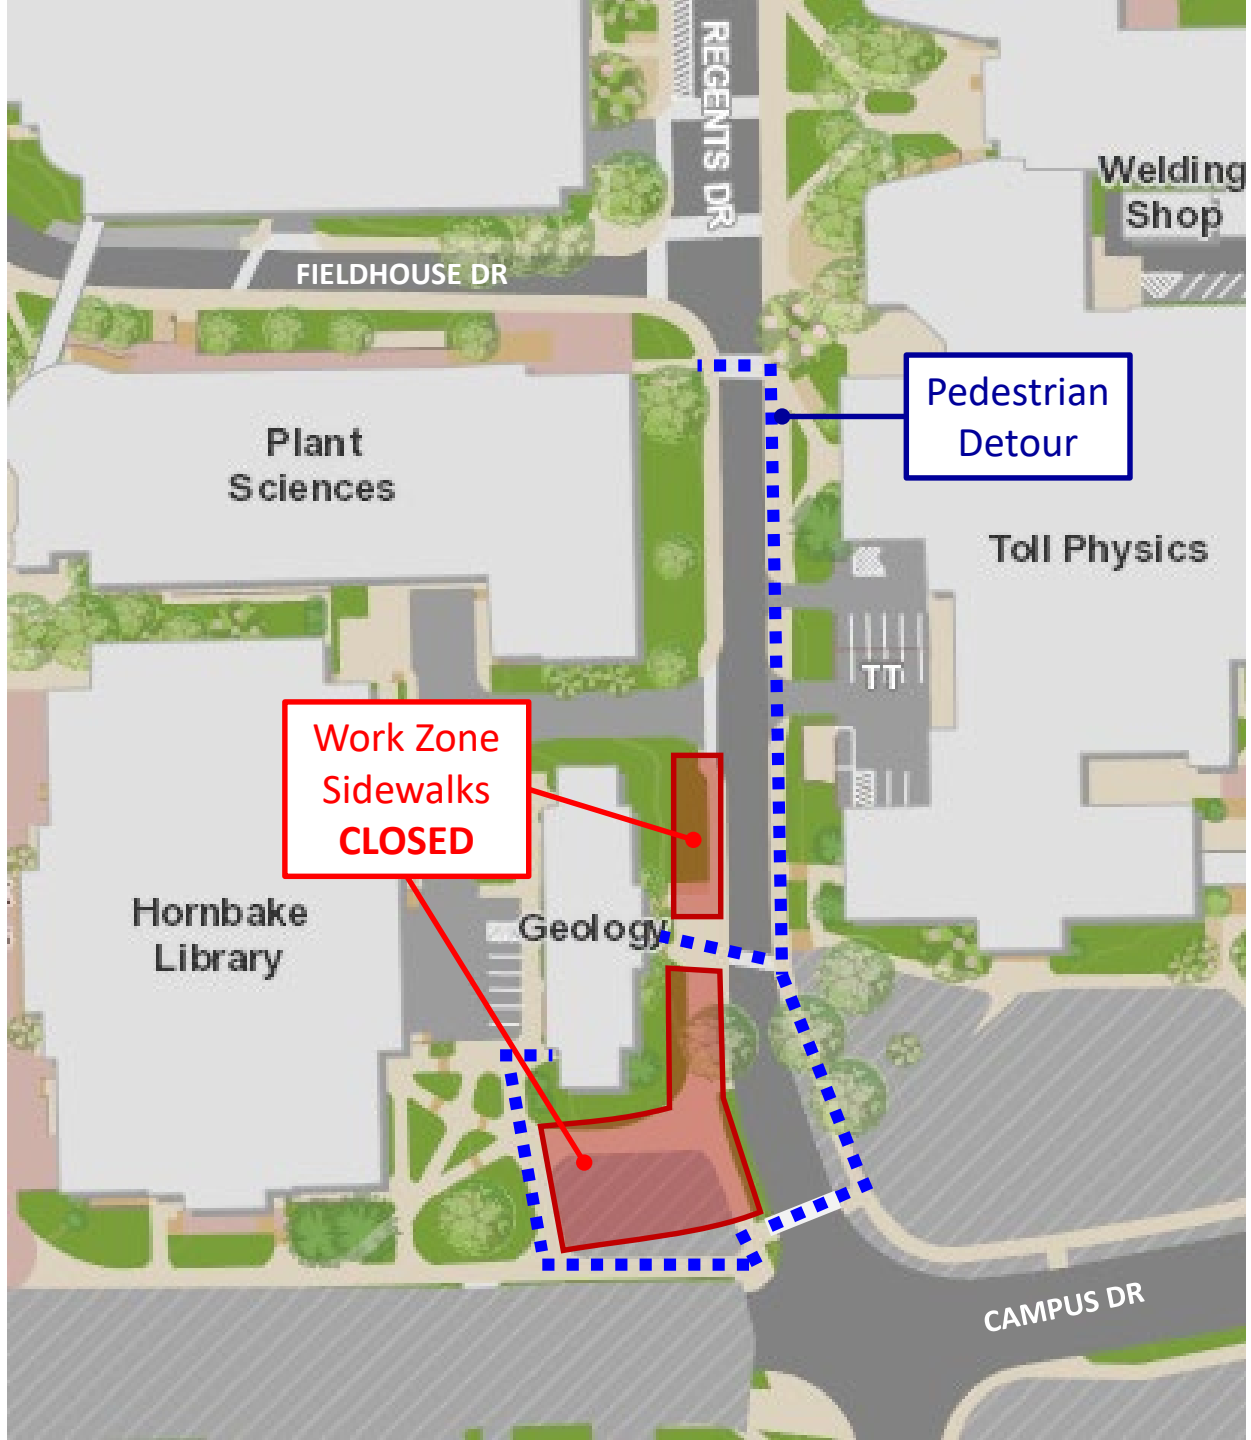 REGENTS DR
Welding
Shop
FIELDHOUSE DR
Pedestrian
Detour
Plant
Sciences
Toll Physics
TT
Work Zone
Sidewalks
CLOSED
Hornbake
Library
Geology
CAMPUS DR